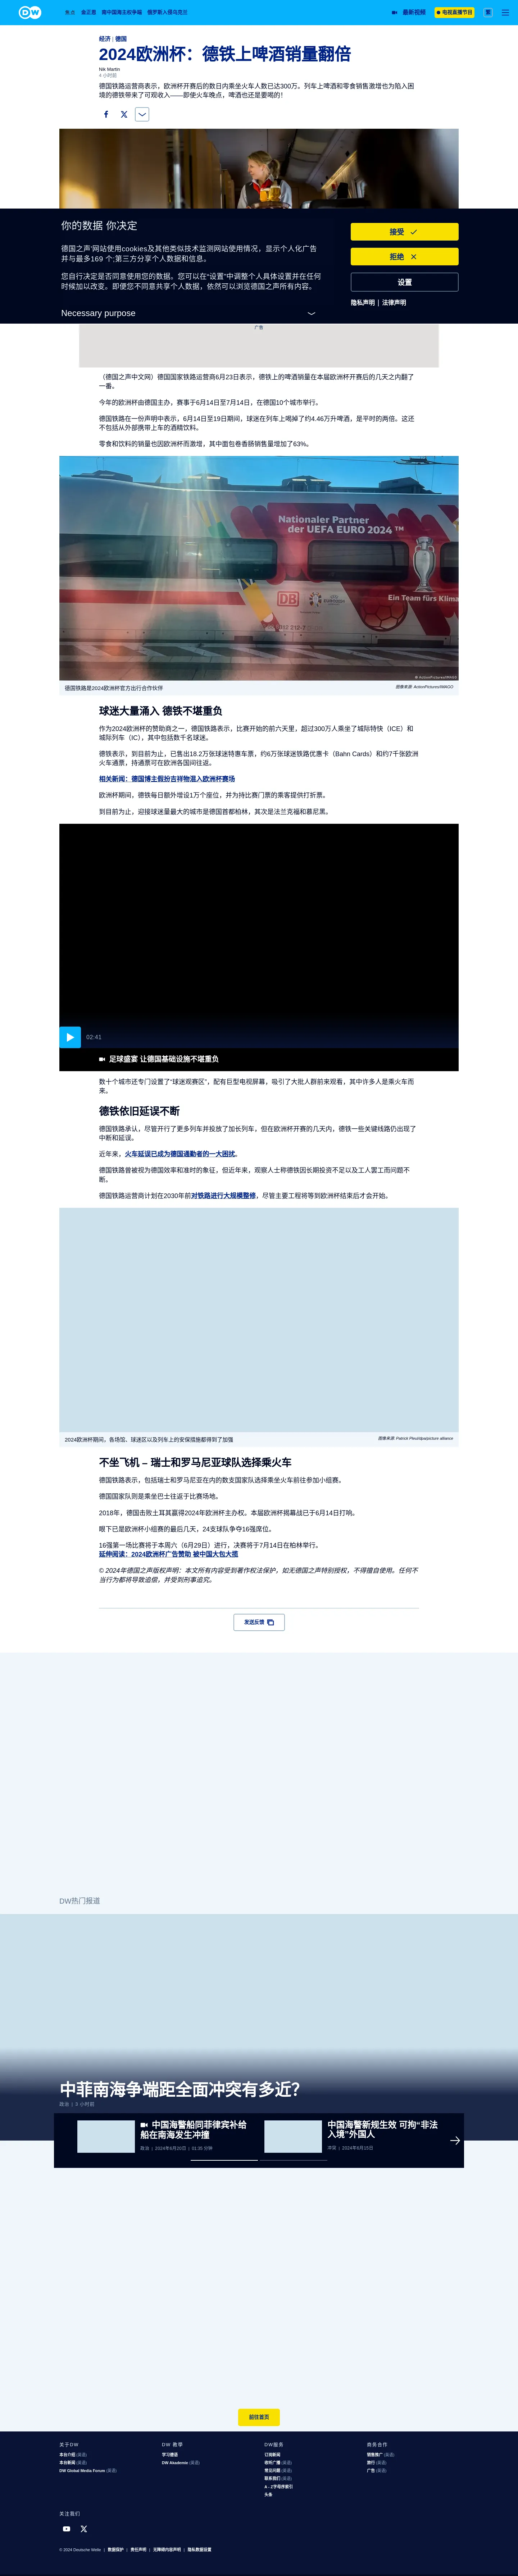 DW
焦点 金正恩 南中国海主权争端 俄罗斯入侵乌克兰 最新视频 电视直播节目 繁
经济 | 德国
2024欧洲杯：德铁上啤酒销量翻倍
Nik Martin
4 小时前
德国铁路运营商表示，欧洲杯开赛后的数日内乘坐火车人数已达300万。列车上啤酒和零食销售激增也为陷入困
境的德铁带来了可观收入——即使火车晚点，啤酒也还是要喝的！
你的数据 你决定
德国之声网站使用cookies及其他类似技术监测网站使用情况，显示个人化广告
并与最多169 个第三方分享个人数据和信息。
您自行决定是否同意使用您的数据，您可以在“设置”中调整个人具体设置并在任何
时候加以改变。即使您不同意共享个人数据，依然可以浏览德国之声所有内容。
Necessary purpose
接受
拒绝
设置
隐私声明 | 法律声明
广告
（德国之声中文网）德国国家铁路运营商6月23日表示，德铁上的啤酒销量在本届欧洲杯开赛后的几天之内翻了
一番。
今年的欧洲杯由德国主办，赛事于6月14日至7月14日，在德国10个城市举行。
德国铁路在一份声明中表示，6月14日至19日期间，球迷在列车上喝掉了约4.46万升啤酒，是平时的两倍。这还
不包括从外部携带上车的酒精饮料。
零食和饮料的销量也因欧洲杯而激增，其中面包卷香肠销售量增加了63%。
Nationaler Partner
der UEFA EURO 2024™
DB
Ein Team für Klima
© ActionPictures/IMAGO
德国铁路是2024欧洲杯官方出行合作伙伴
图像来源: ActionPictures/IMAGO
球迷大量涌入 德铁不堪重负
作为2024欧洲杯的赞助商之一，德国铁路表示，比赛开始的前六天里，超过300万人乘坐了城际特快（ICE）和
城际列车（IC），其中包括数千名球迷。
德铁表示，到目前为止，已售出18.2万张球迷特惠车票，约6万张球迷铁路优惠卡（Bahn Cards）和约7千张欧洲
火车通票，持通票可在欧洲各国间往返。
相关新闻：德国博主假扮吉祥物混入欧洲杯赛场
欧洲杯期间，德铁每日额外增设1万个座位，并为持比赛门票的乘客提供打折票。
到目前为止，迎接球迷量最大的城市是德国首都柏林，其次是法兰克福和慕尼黑。
02:41
足球盛宴 让德国基础设施不堪重负
数十个城市还专门设置了“球迷观赛区”，配有巨型电视屏幕，吸引了大批人群前来观看，其中许多人是乘火车而
来。
德铁依旧延误不断
德国铁路承认，尽管开行了更多列车并投放了加长列车，但在欧洲杯开赛的几天内，德铁一些关键线路仍出现了
中断和延误。
近年来，火车延误已成为德国通勤者的一大困扰。
德国铁路曾被视为德国效率和准时的象征，但近年来，观察人士称德铁因长期投资不足以及工人罢工而问题不
断。
德国铁路运营商计划在2030年前对铁路进行大规模整修，尽管主要工程将等到欧洲杯结束后才会开始。
2024欧洲杯期间，各场馆、球迷区以及列车上的安保措施都得到了加强
图像来源: Patrick Pleul/dpa/picture alliance
不坐飞机 – 瑞士和罗马尼亚球队选择乘火车
德国铁路表示，包括瑞士和罗马尼亚在内的数支国家队选择乘坐火车前往参加小组赛。
德国国家队则是乘坐巴士往返于比赛场地。
2018年，德国击败土耳其赢得2024年欧洲杯主办权。本届欧洲杯揭幕战已于6月14日打响。
眼下已是欧洲杯小组赛的最后几天，24支球队争夺16强席位。
16强第一场比赛将于本周六（6月29日）进行，决赛将于7月14日在柏林举行。
延伸阅读：2024欧洲杯广告赞助 被中国大包大揽
© 2024年德国之声版权声明：本文所有内容受到著作权法保护，如无德国之声特别授权，不得擅自使用。任何不
当行为都将导致追偿，并受到刑事追究。
发送反馈
DW热门报道
中菲南海争端距全面冲突有多近？
政治 | 3 小时前
中国海警船同菲律宾补给
船在南海发生冲撞
政治 | 2024年6月20日 | 01:35 分钟
中国海警新规生效 可拘“非法
入境”外国人
冲突 | 2024年6月15日
前往首页
关于DW
本台介绍 (英语)
本台新闻 (英语)
DW Global Media Forum (英语)
DW 教学
学习德语
DW Akademie (英语)
DW服务
订阅新闻
收听广播 (英语)
常见问题 (英语)
联系我们 (英语)
A - Z字母序索引
头条
商务合作
销售推广 (英语)
旅行 (英语)
广告 (英语)
关注我们
© 2024 Deutsche Welle | 数据保护 | 责任声明 | 无障碍内容声明 | 隐私数据设置